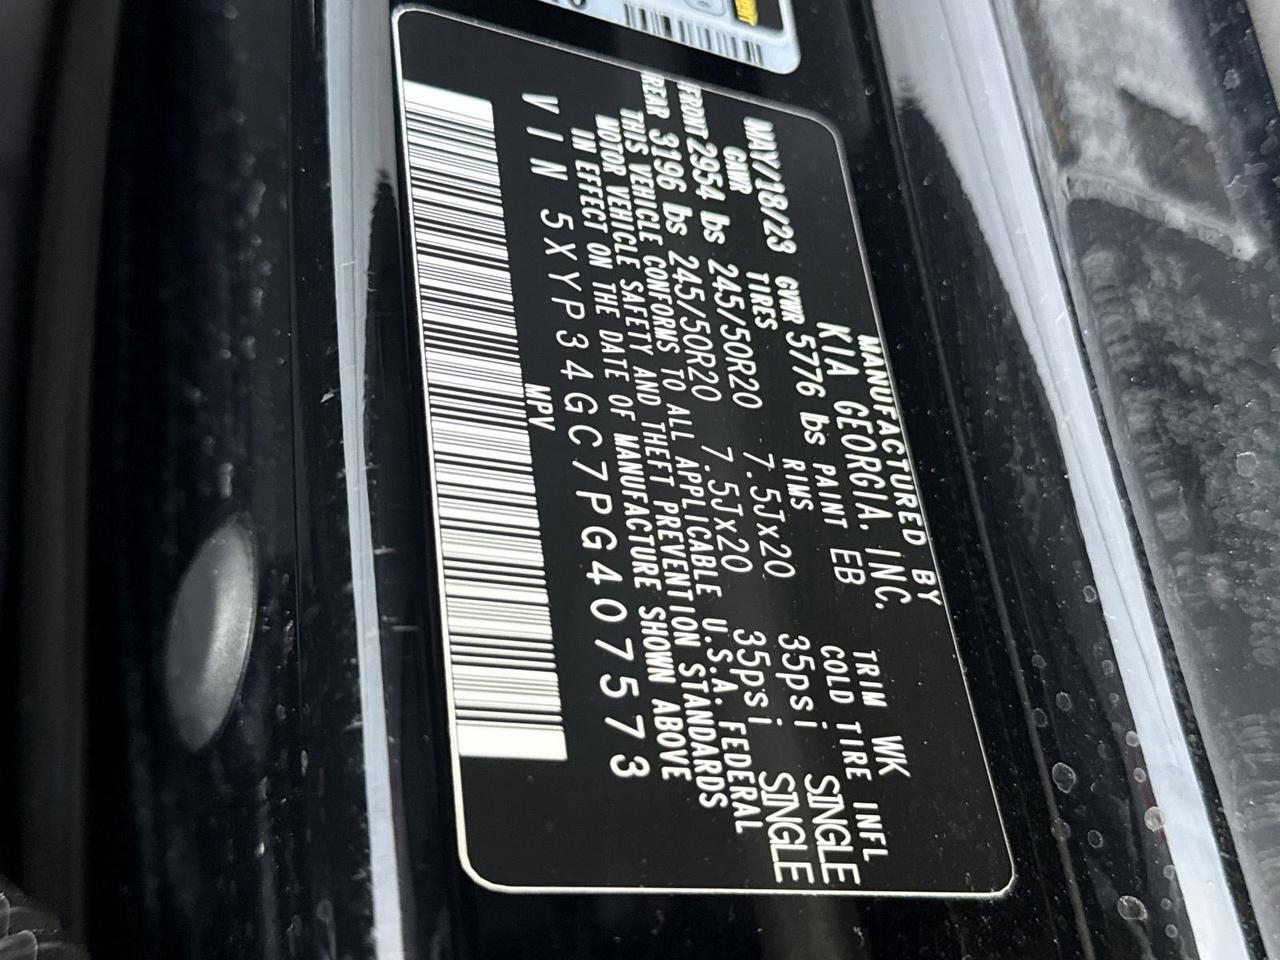 MANUFACTURED BY
KIA GEORGIA. INC.
TRIM WK
MAY/18/23 GVWR 5776 lbs PAINT EB
COLD TIRE INFL
GAWR TIRES RIMS
FRONT 2954 lbs 245/50R20 7.5Jx20 35psi SINGLE
REAR 3196 lbs 245/50R20 7.5Jx20 35psi SINGLE
THIS VEHICLE CONFORMS TO ALL APPLICABLE U.S.A. FEDERAL
MOTOR VEHICLE SAFETY AND THEFT PREVENTION STANDARDS
IN EFFECT ON THE DATE OF MANUFACTURE SHOWN ABOVE
MPV
VIN 5XYP34GC7PG407573